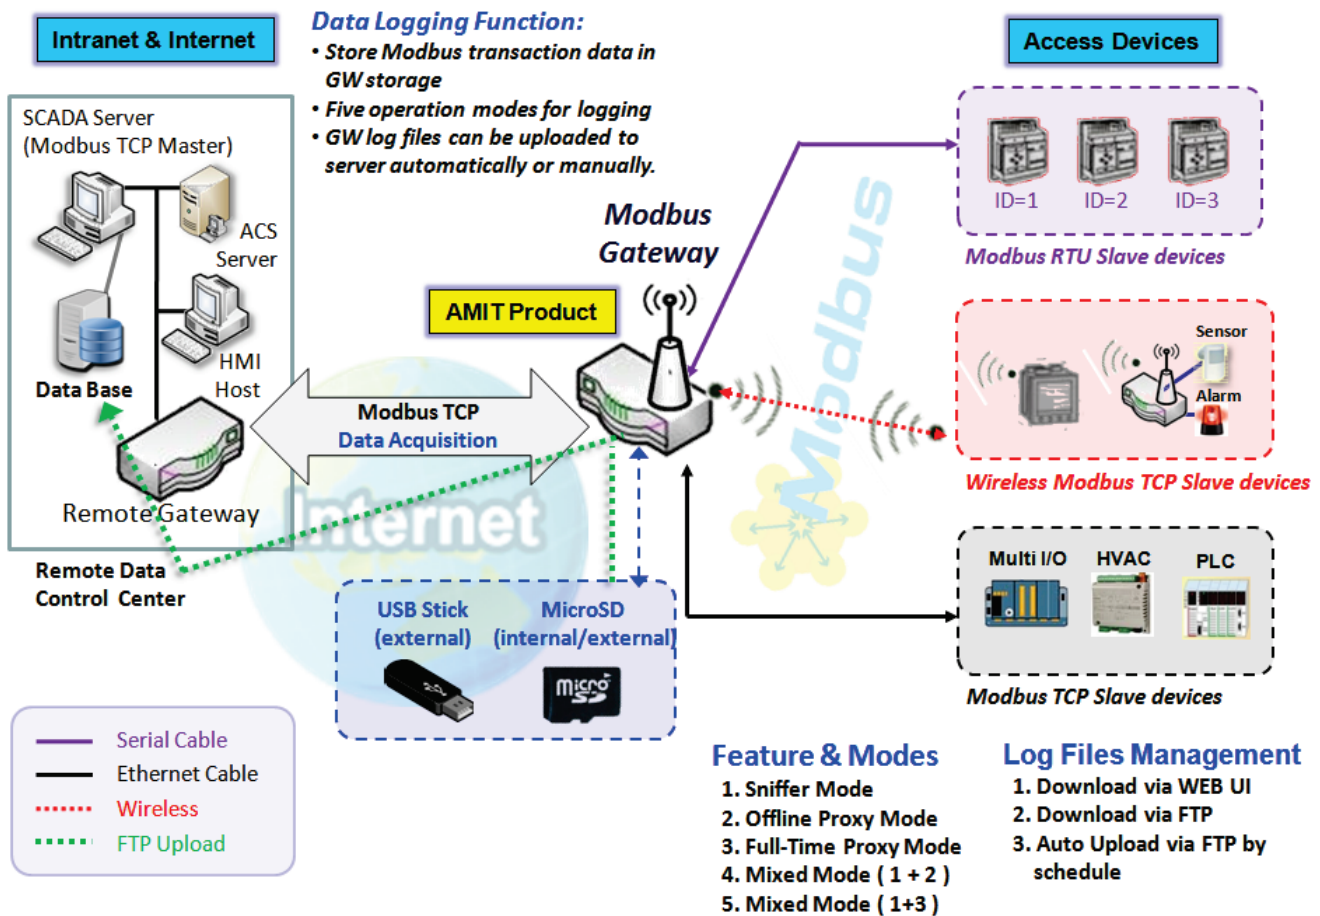 Intranet & Internet
Data Logging Function:
• Store Modbus transaction data in
GW storage
• Five operation modes for logging
• GW log files can be uploaded to
server automatically or manually.
Access Devices
SCADA Server
(Modbus TCP Master)
ACS
Server
HMI
Host
Data Base
Remote Gateway
Remote Data
Control Center
Modbus
Gateway
AMIT Product
Modbus TCP
Data Acquisition
Internet
Modbus
ID=1
ID=2
ID=3
Modbus RTU Slave devices
Sensor
Alarm
Wireless Modbus TCP Slave devices
Multi I/O
HVAC
PLC
Modbus TCP Slave devices
USB Stick
(external)
MicroSD
(internal/external)
micro
SD
Serial Cable
Ethernet Cable
Wireless
FTP Upload
Feature & Modes
1. Sniffer Mode
2. Offline Proxy Mode
3. Full-Time Proxy Mode
4. Mixed Mode ( 1 + 2 )
5. Mixed Mode ( 1+3 )
Log Files Management
1. Download via WEB UI
2. Download via FTP
3. Auto Upload via FTP by
schedule